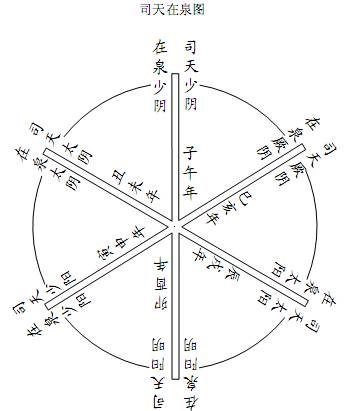 司天在泉图
司天少阴
在泉少阴
子午年
在泉厥阴
司天厥阴
巳亥年
在泉太阳
司天太阳
辰戌年
在泉阳明
司天阳明
卯酉年
司天少阳
在泉少阳
寅申年
司天太阴
在泉太阴
丑未年